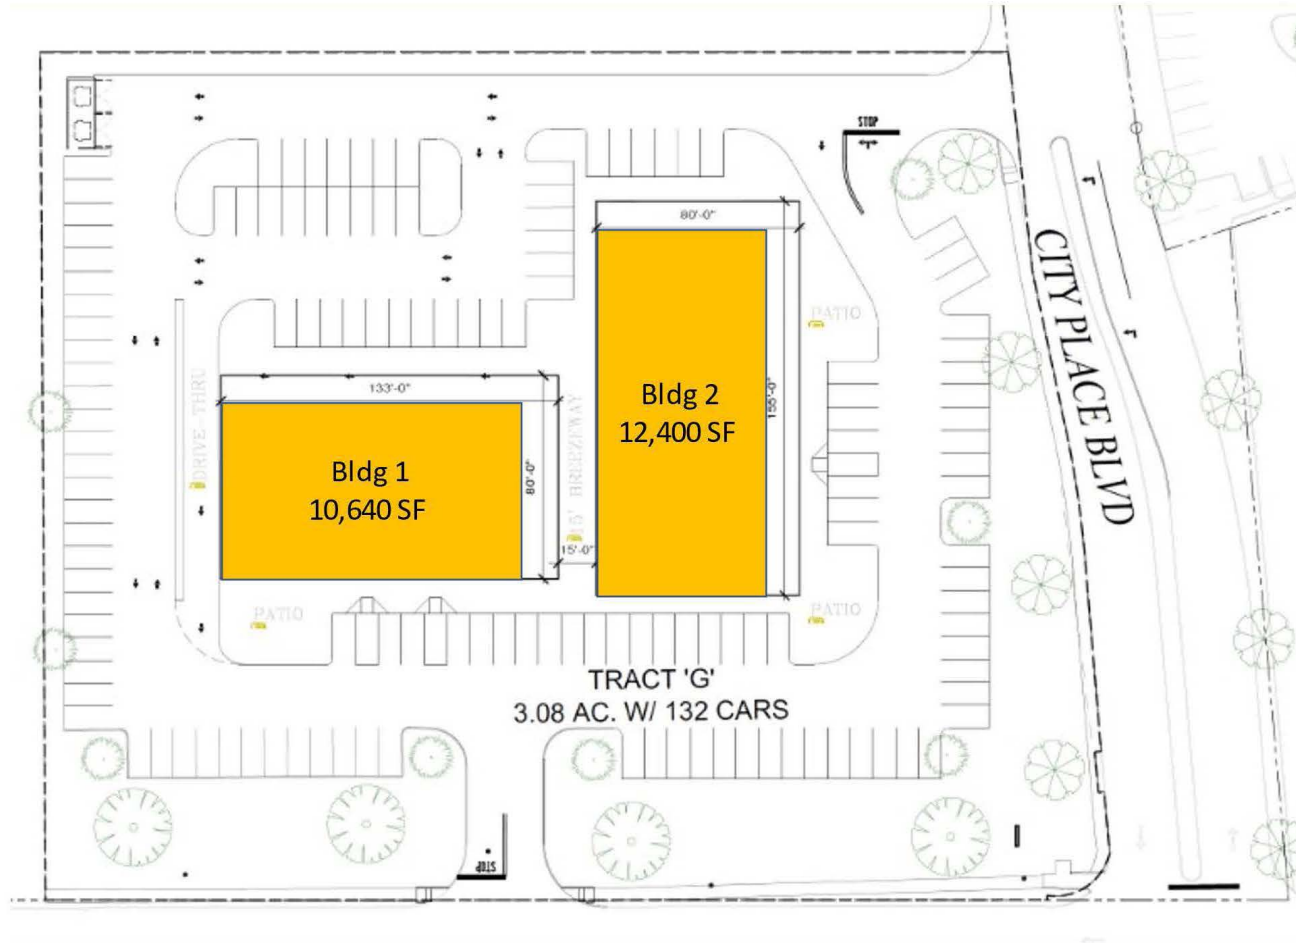 STOP
80'-0"
CITY PLACE BLVD
PATIO
DRIVE-THRU
133'-0"
15' BREEZEWAY
Bldg 2
12,400 SF
155'-0"
Bldg 1
10,640 SF
80'-0"
15'-0"
PATIO
PATIO
TRACT 'G'
3.08 AC. W/ 132 CARS
STOP